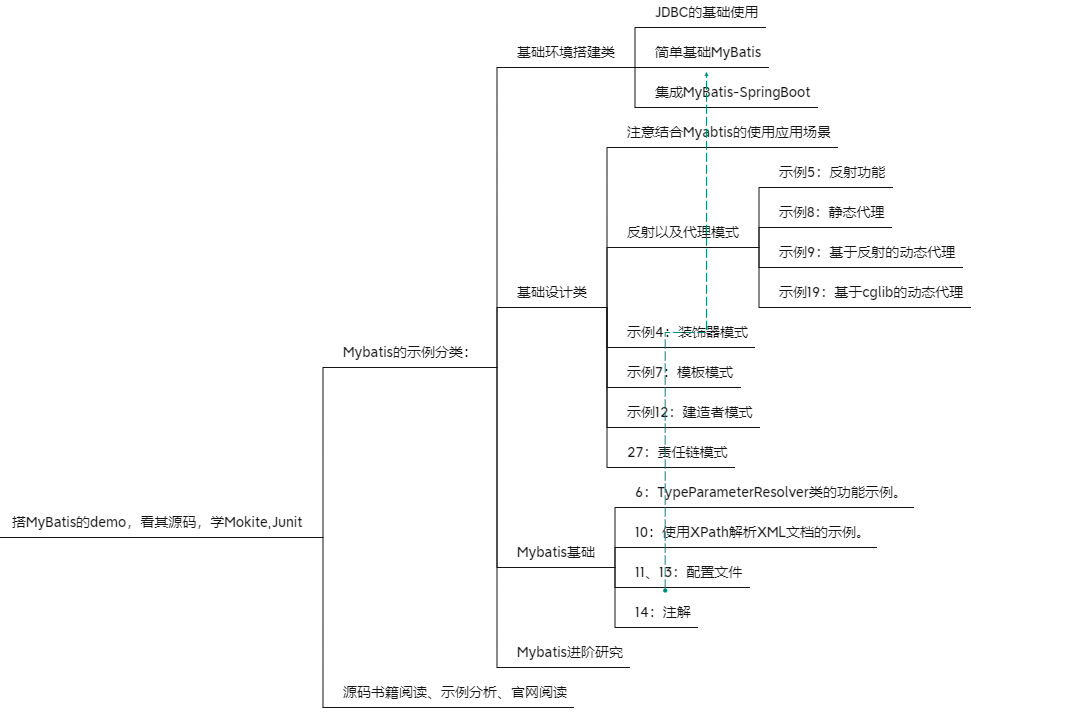 JDBC的基础使用
基础环境搭建类
简单基础MyBatis
集成MyBatis-SpringBoot
注意结合Myabtis的使用应用场景
示例5：反射功能
示例8：静态代理
反射以及代理模式
示例9：基于反射的动态代理
基础设计类
示例19：基于cglib的动态代理
示例4：装饰器模式
Mybatis的示例分类：
示例7：模板模式
示例12：建造者模式
27：责任链模式
6：TypeParameterResolver类的功能示例。
搭MyBatis的demo，看其源码，学Mokite,Junit
10：使用XPath解析XML文档的示例。
Mybatis基础
11、13：配置文件
14：注解
Mybatis进阶研究
源码书籍阅读、示例分析、官网阅读